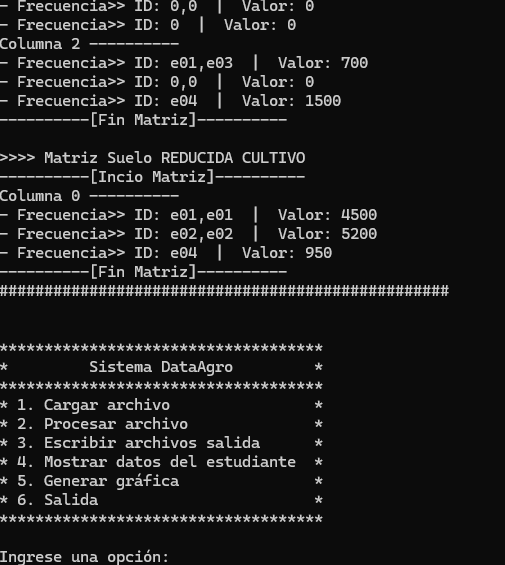 - Frecuencia>> ID: 0,0  |  Valor: 0
- Frecuencia>> ID: 0  |  Valor: 0
Columna 2 ----------
- Frecuencia>> ID: e01,e03  |  Valor: 700
- Frecuencia>> ID: 0,0  |  Valor: 0
- Frecuencia>> ID: e04  |  Valor: 1500
----------[Fin Matriz]----------
>>>> Matriz Suelo REDUCIDA CULTIVO
----------[Incio Matriz]----------
Columna 0 ----------
- Frecuencia>> ID: e01,e01  |  Valor: 4500
- Frecuencia>> ID: e02,e02  |  Valor: 5200
- Frecuencia>> ID: e04  |  Valor: 950
----------[Fin Matriz]----------
##################################################
************************************
*         Sistema DataAgro         *
************************************
* 1. Cargar archivo                *
* 2. Procesar archivo              *
* 3. Escribir archivos salida      *
* 4. Mostrar datos del estudiante  *
* 5. Generar gráfica               *
* 6. Salida                        *
************************************
Ingrese una opción: